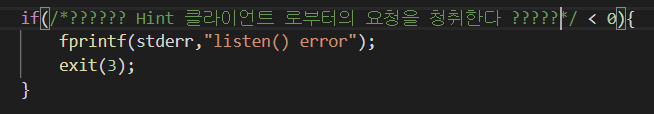 if(/*?????? Hint 클라이언트 로부터의 요청을 청취한다 ?????*/ < 0){
fprintf(stderr,"listen() error");
exit(3);
}